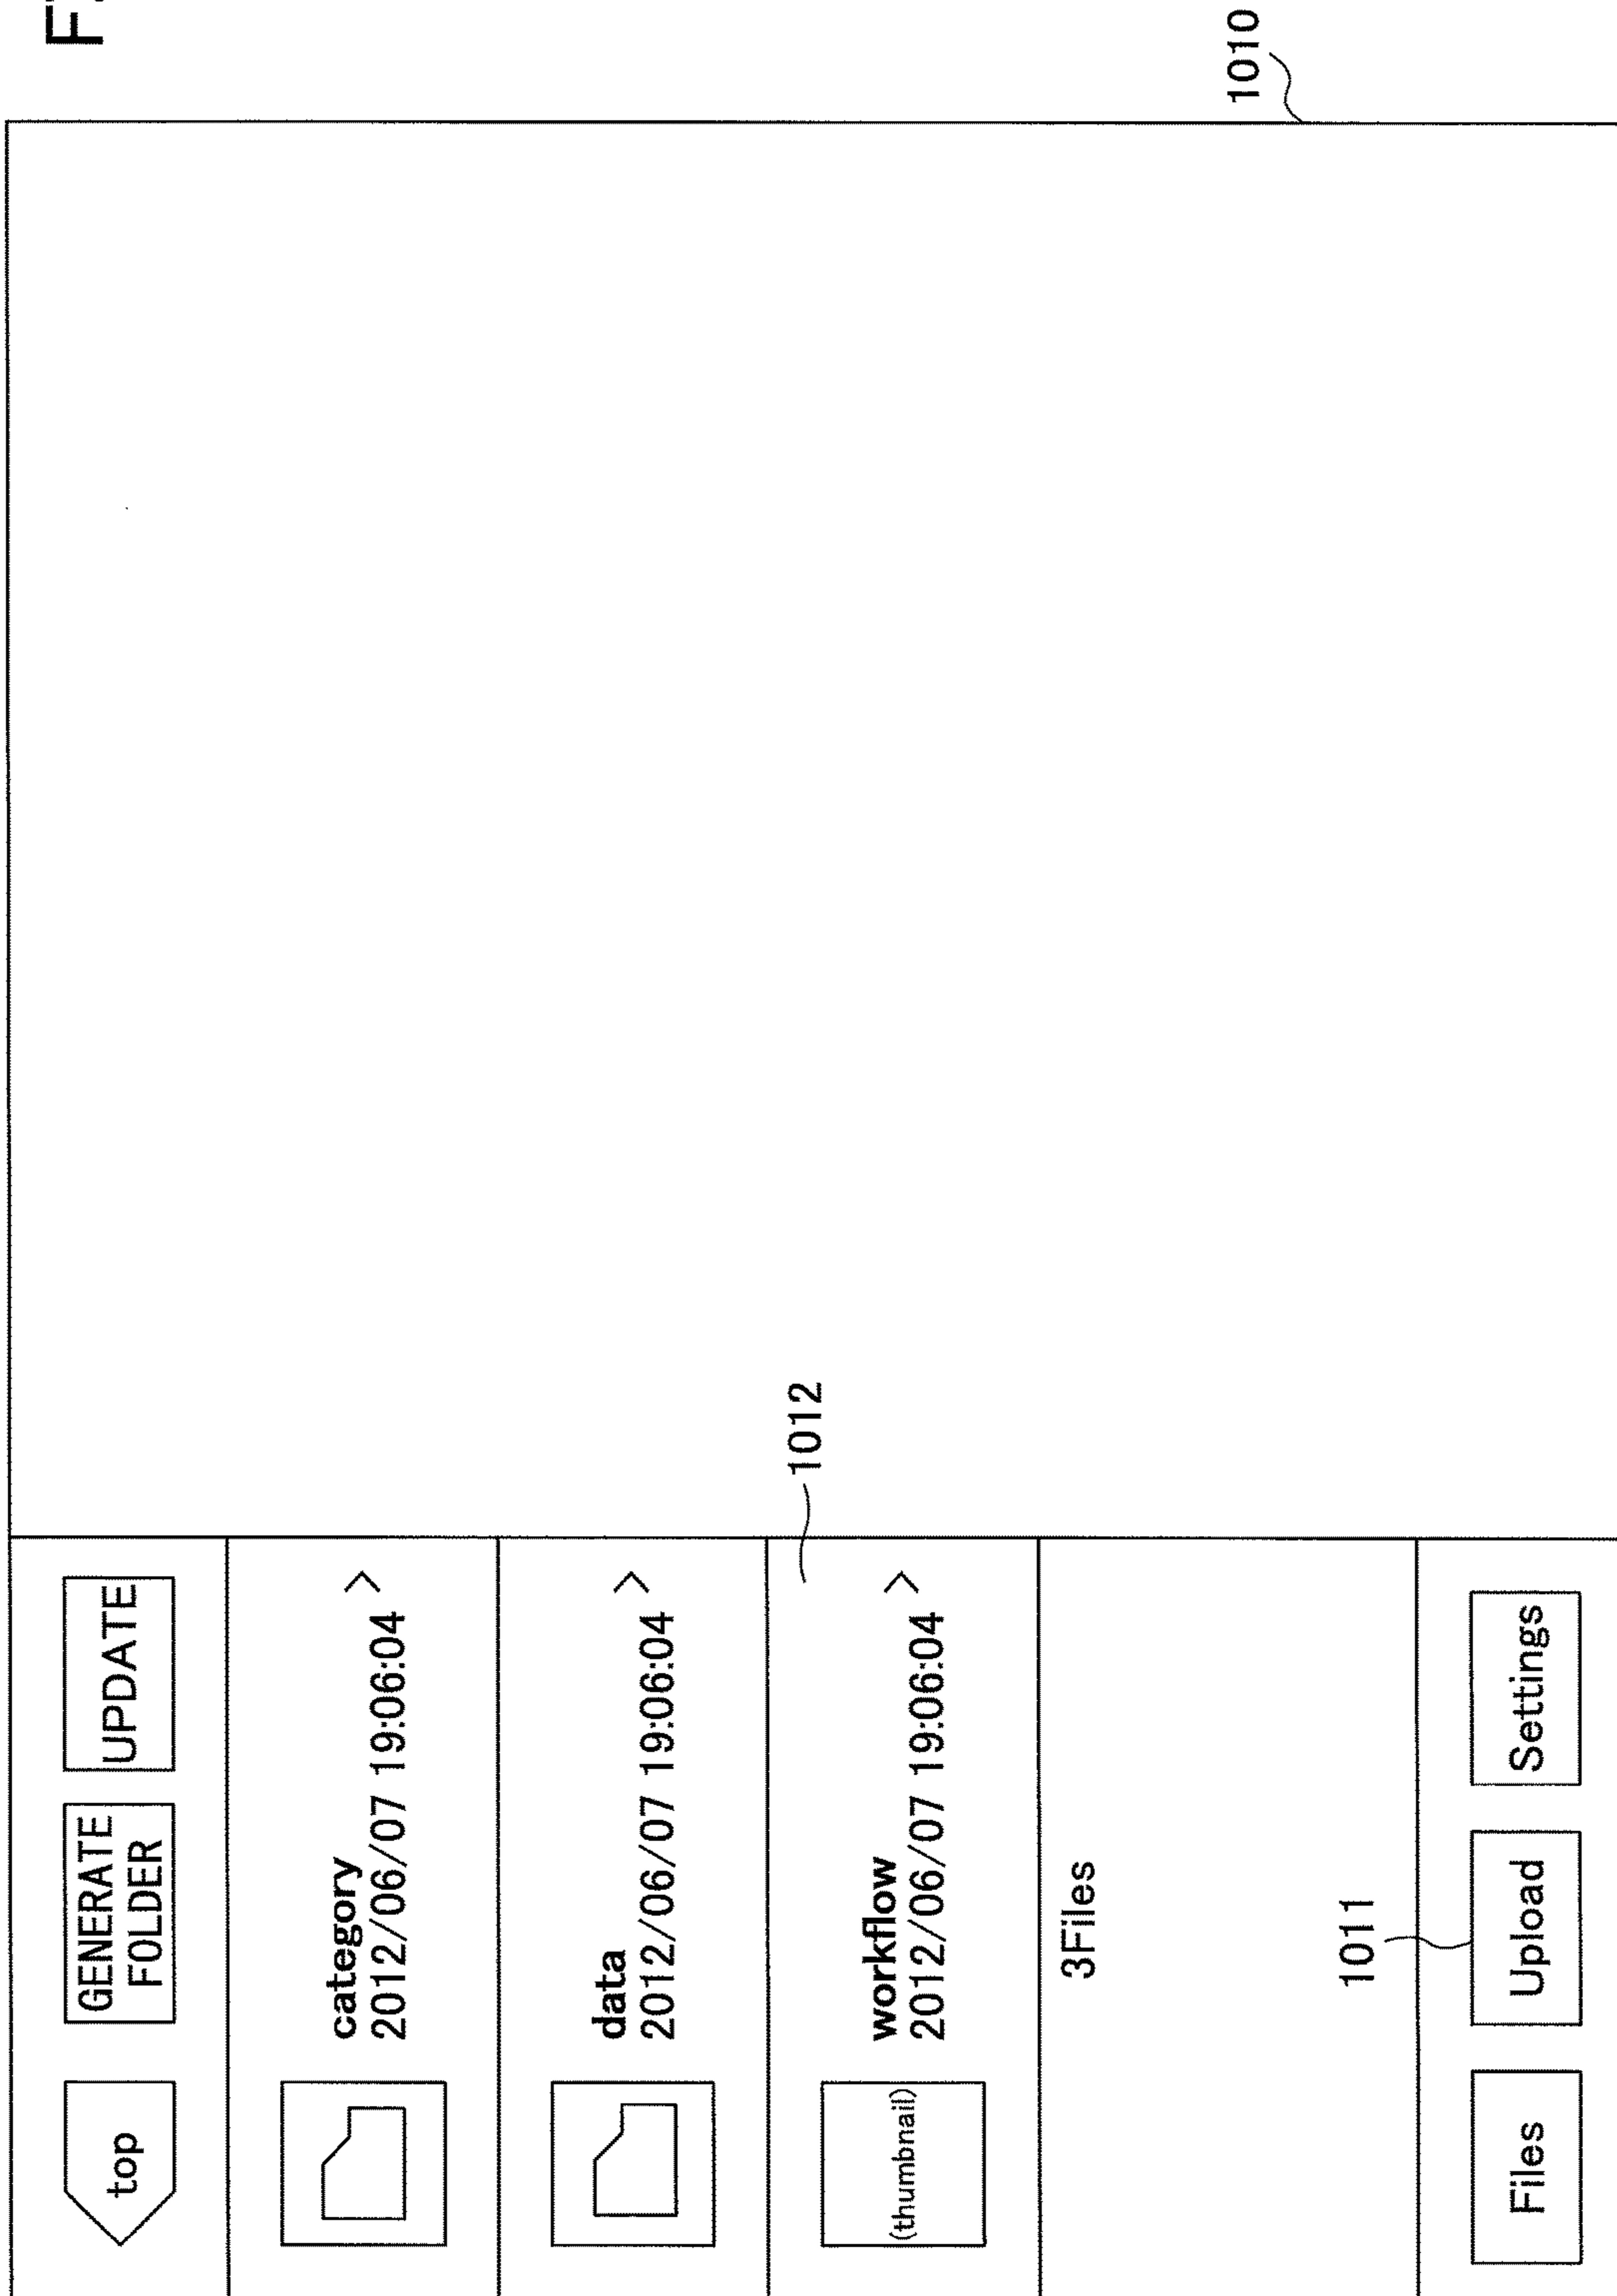 top
GENERATE
FOLDER
UPDATE
category
2012/06/07 19:06:04 >
data
2012/06/07 19:06:04 >
workflow
2012/06/07 19:06:04 >
1012
3Files
1011
1010
Files
Upload
Settings